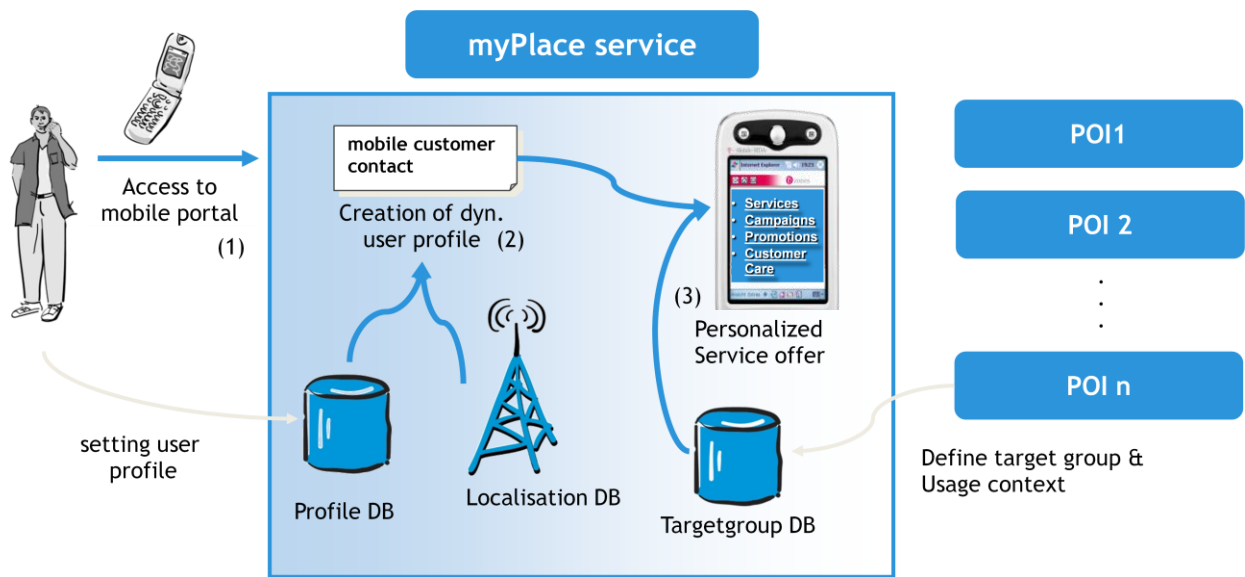 myPlace service
Access to
mobile portal
(1)
mobile customer
contact
Creation of dyn.
user profile (2)
Services
Campaigns
Promotions
Customer
Care
(3)
Personalized
Service offer
POI1
POI 2
.
.
.
POI n
setting user
profile
Profile DB
Localisation DB
Targetgroup DB
Define target group &
Usage context
Internet Explorer